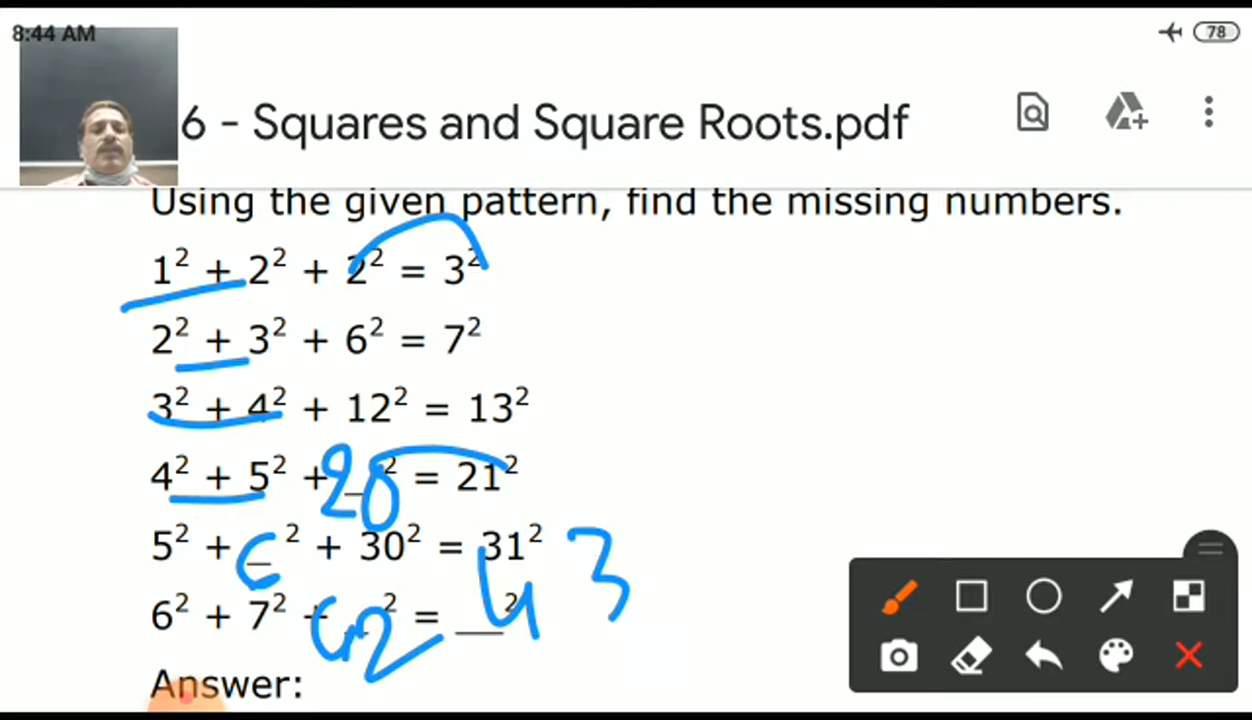 8:44 AM
78
6 - Squares and Square Roots.pdf
Using the given pattern, find the missing numbers.
1² + 2² + 2² = 3²
2² + 3² + 6² = 7²
3² + 4² + 12² = 13²
4² + 5² + 20² = 21²
5² + 6² + 30² = 31²
6² + 7² + 42² = 43²
Answer: